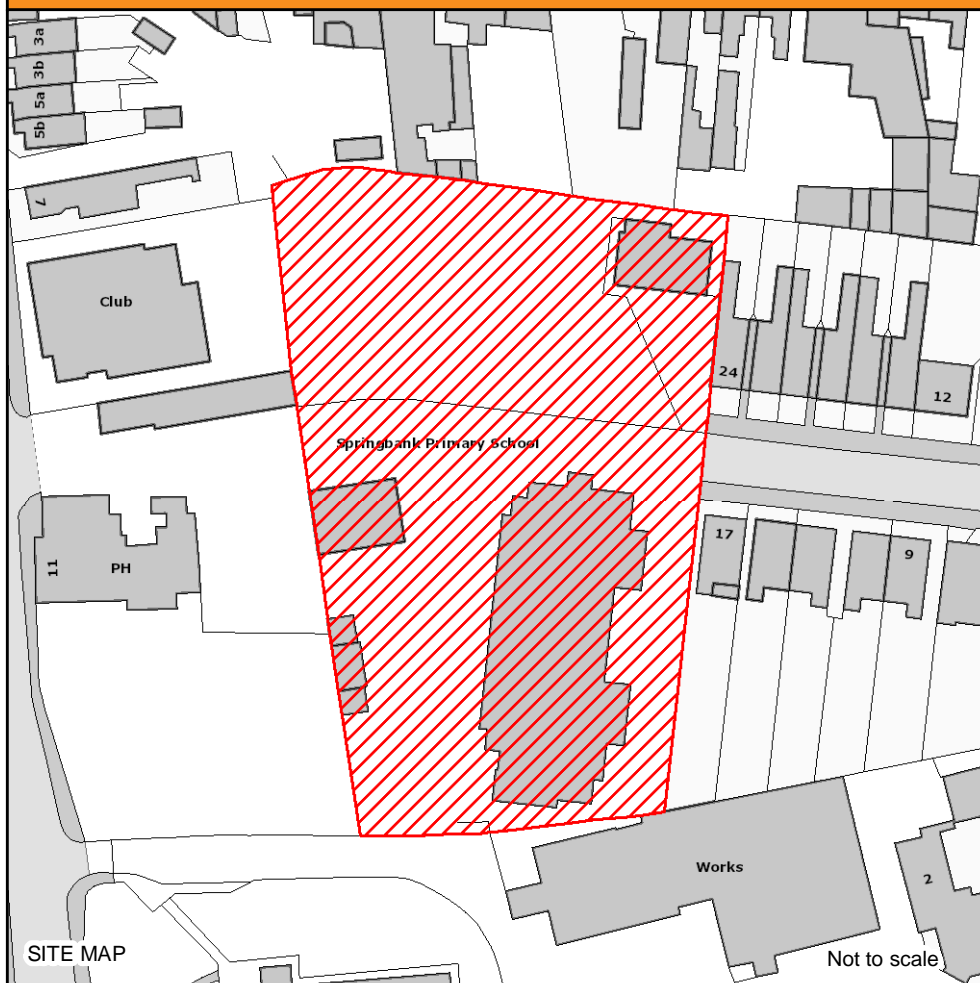 3a
3b
5a
5b
7
Club
Springbank Primary School
24
12
17
9
11
PH
Works
2
SITE MAP
Not to scale